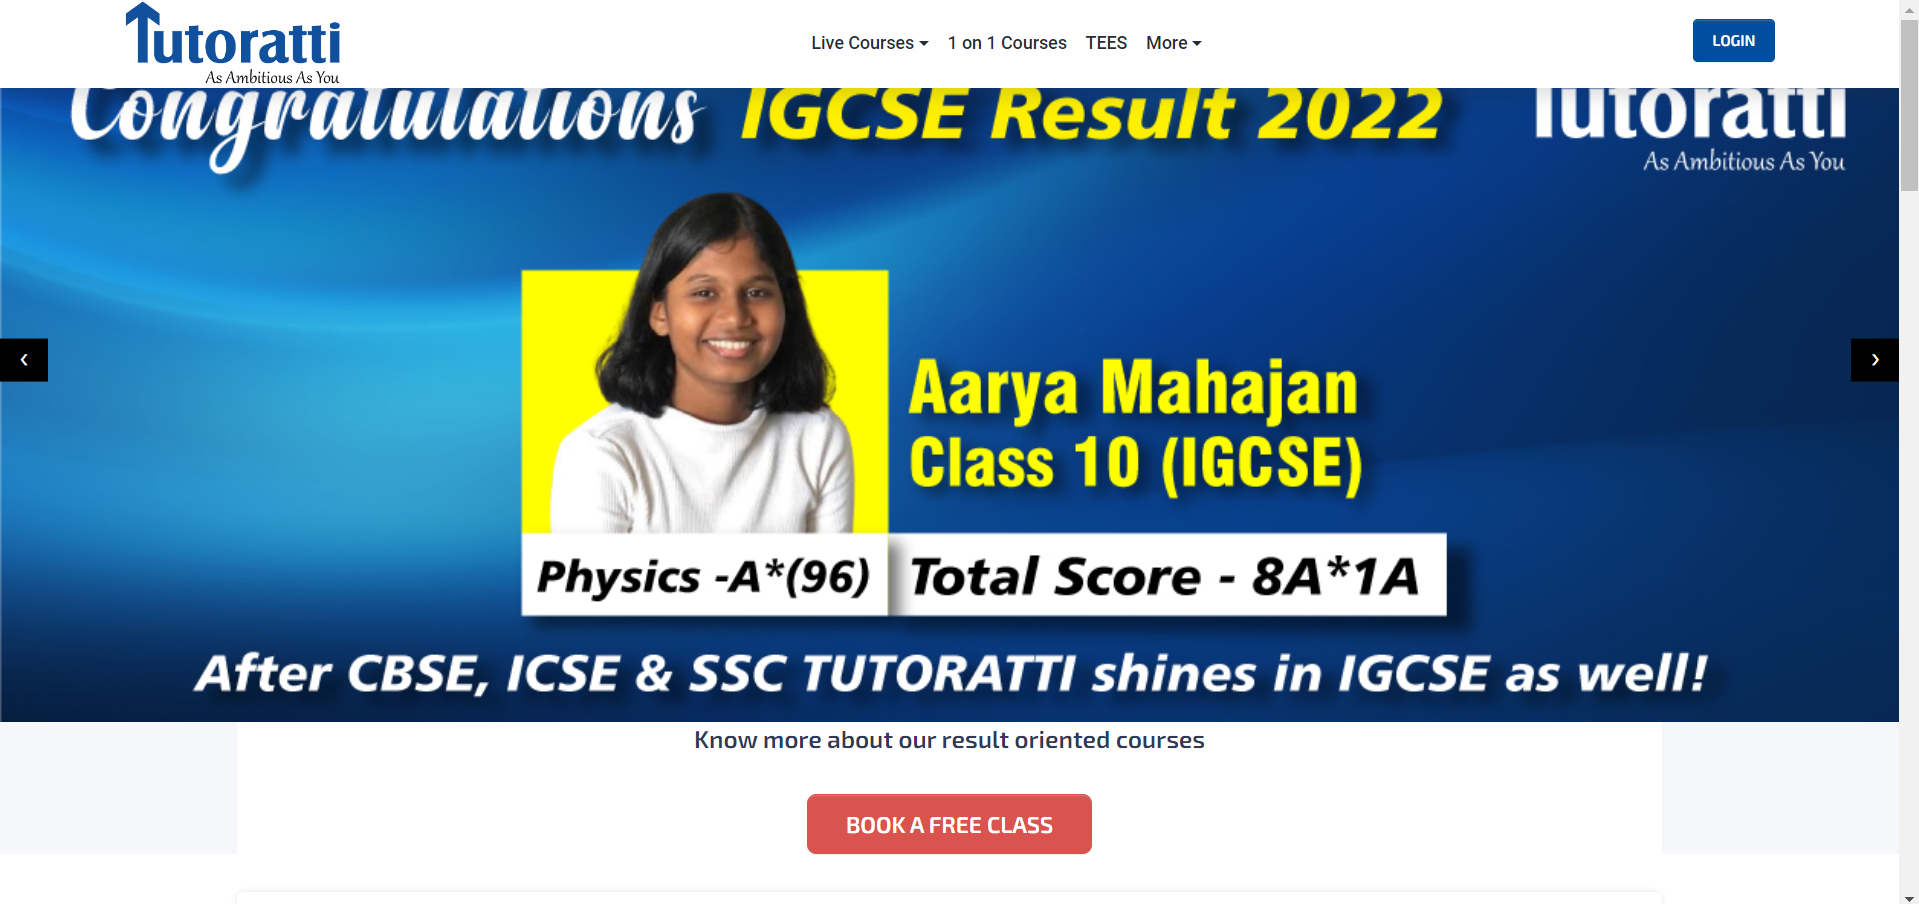 Tutoratti
As Ambitious As You
Live Courses
1 on 1 Courses
TEES
More
LOGIN
Congratulations IGCSE Result 2022
Tutoratti
As Ambitious As You
‹
›
Aarya Mahajan
Class 10 (IGCSE)
Physics -A*(96)
Total Score - 8A*1A
After CBSE, ICSE & SSC TUTORATTI shines in IGCSE as well!
Know more about our result oriented courses
BOOK A FREE CLASS